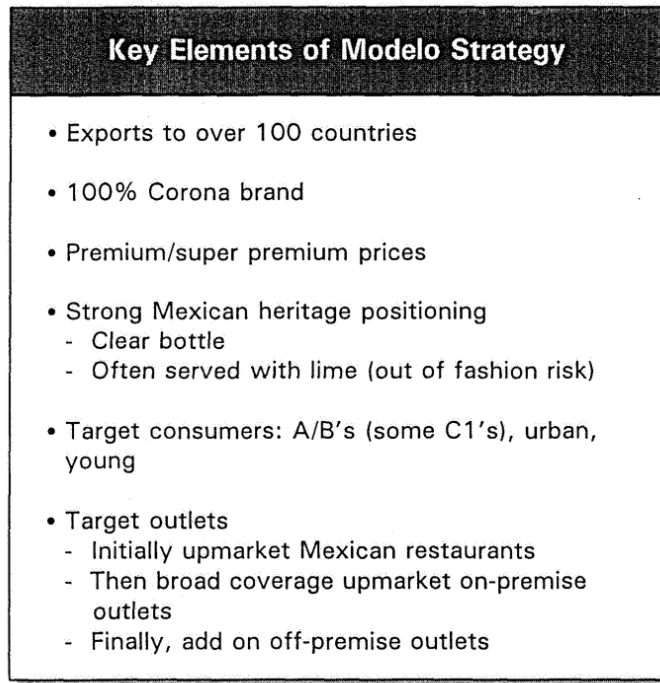 Key Elements of Modelo Strategy
• Exports to over 100 countries
• 100% Corona brand
• Premium/super premium prices
• Strong Mexican heritage positioning
- Clear bottle
- Often served with lime (out of fashion risk)
• Target consumers: A/B's (some C1's), urban,
young
• Target outlets
- Initially upmarket Mexican restaurants
- Then broad coverage upmarket on-premise
outlets
- Finally, add on off-premise outlets